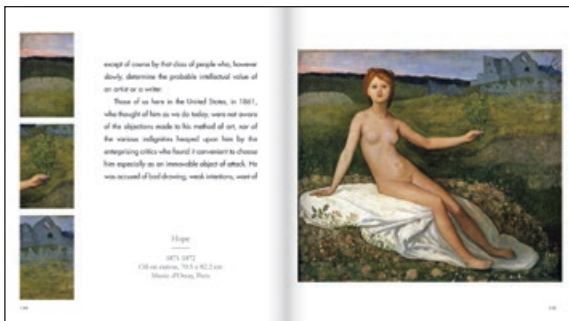 except of course by that class of people who, however
slowly, determine the probable intellectual value of
an artist or a writer.
Those of us here in the United States, in 1861,
who thought of him as we do today, were not aware
of the objections made to his method of art, nor of
the various indignities heaped upon him by the
enterprising critics who found it convenient to choose
him especially as an immovable object of attack. He
was accused of bad drawing, weak intentions, want of
Hope
1871-1872
Oil on canvas, 70.5 x 82.2 cm
Musée d'Orsay, Paris